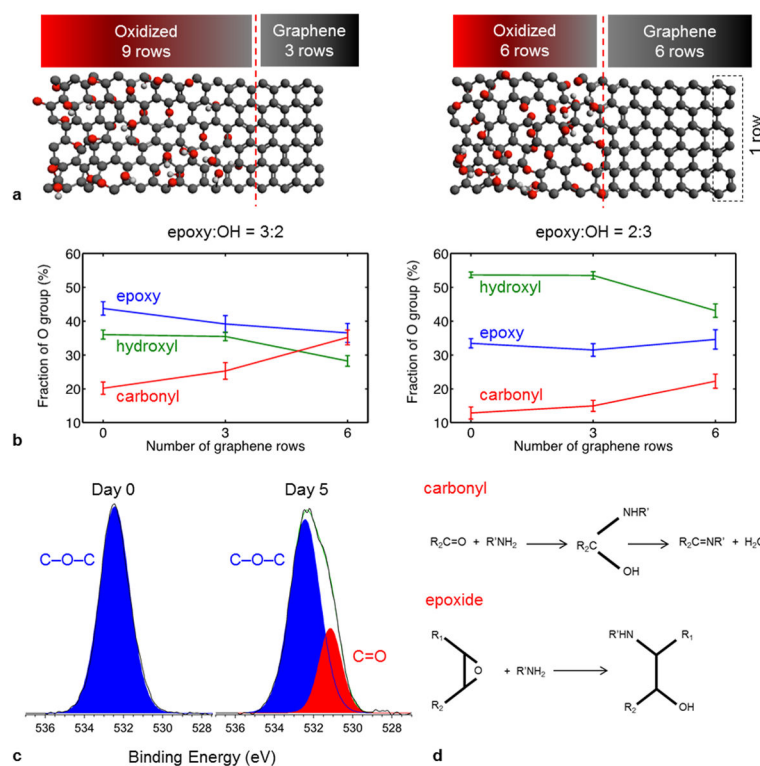 Oxidized
9 rows
Graphene
3 rows
Oxidized
6 rows
Graphene
6 rows
1 row
a
epoxy:OH = 3:2
60
50
40
30
20
10
Fraction of O group (%)
epoxy
hydroxyl
carbonyl
0
3
6
Number of graphene rows
epoxy:OH = 2:3
60
50
40
30
20
10
Fraction of O group (%)
hydroxyl
epoxy
carbonyl
0
3
6
Number of graphene rows
b
Day 0
C–O–C
536 534 532 530 528
Day 5
C–O–C
C=O
536 534 532 530 528
Binding Energy (eV)
c
carbonyl
R₂C=O + R'NH₂
NHR'
R₂C
OH
R₂C=NR' + H₂
epoxide
R₁
O
R₂
+ R'NH₂
R'HN
R₁
R₂
OH
d